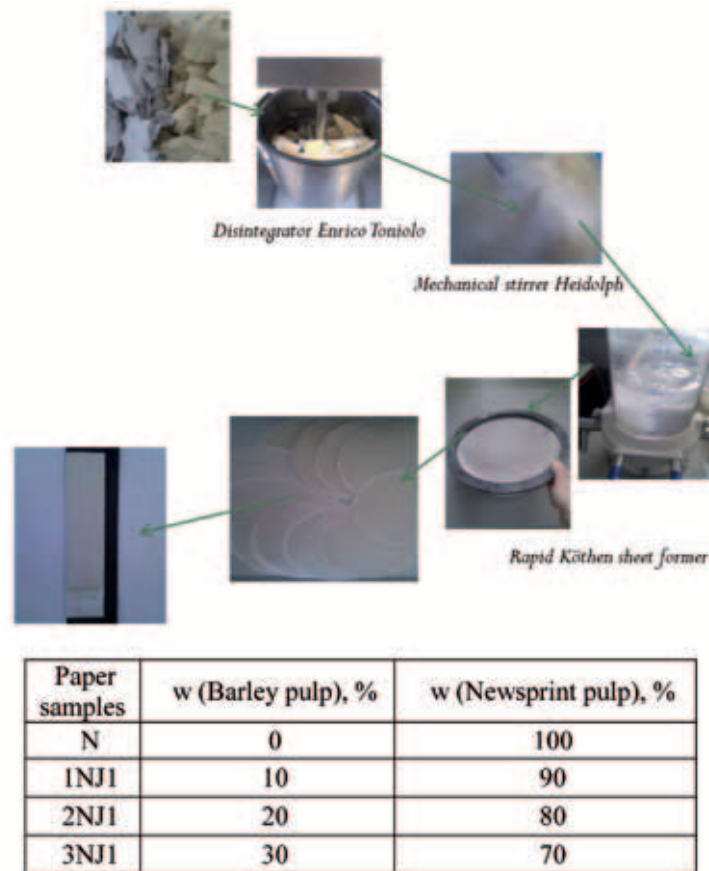 Disintegrator Enrico Toniolo
Mechanical stirrer Heidolph
Rapid Köthen sheet former
Paper samples w (Barley pulp), % w (Newsprint pulp), %
N 0 100
1NJ1 10 90
2NJ1 20 80
3NJ1 30 70